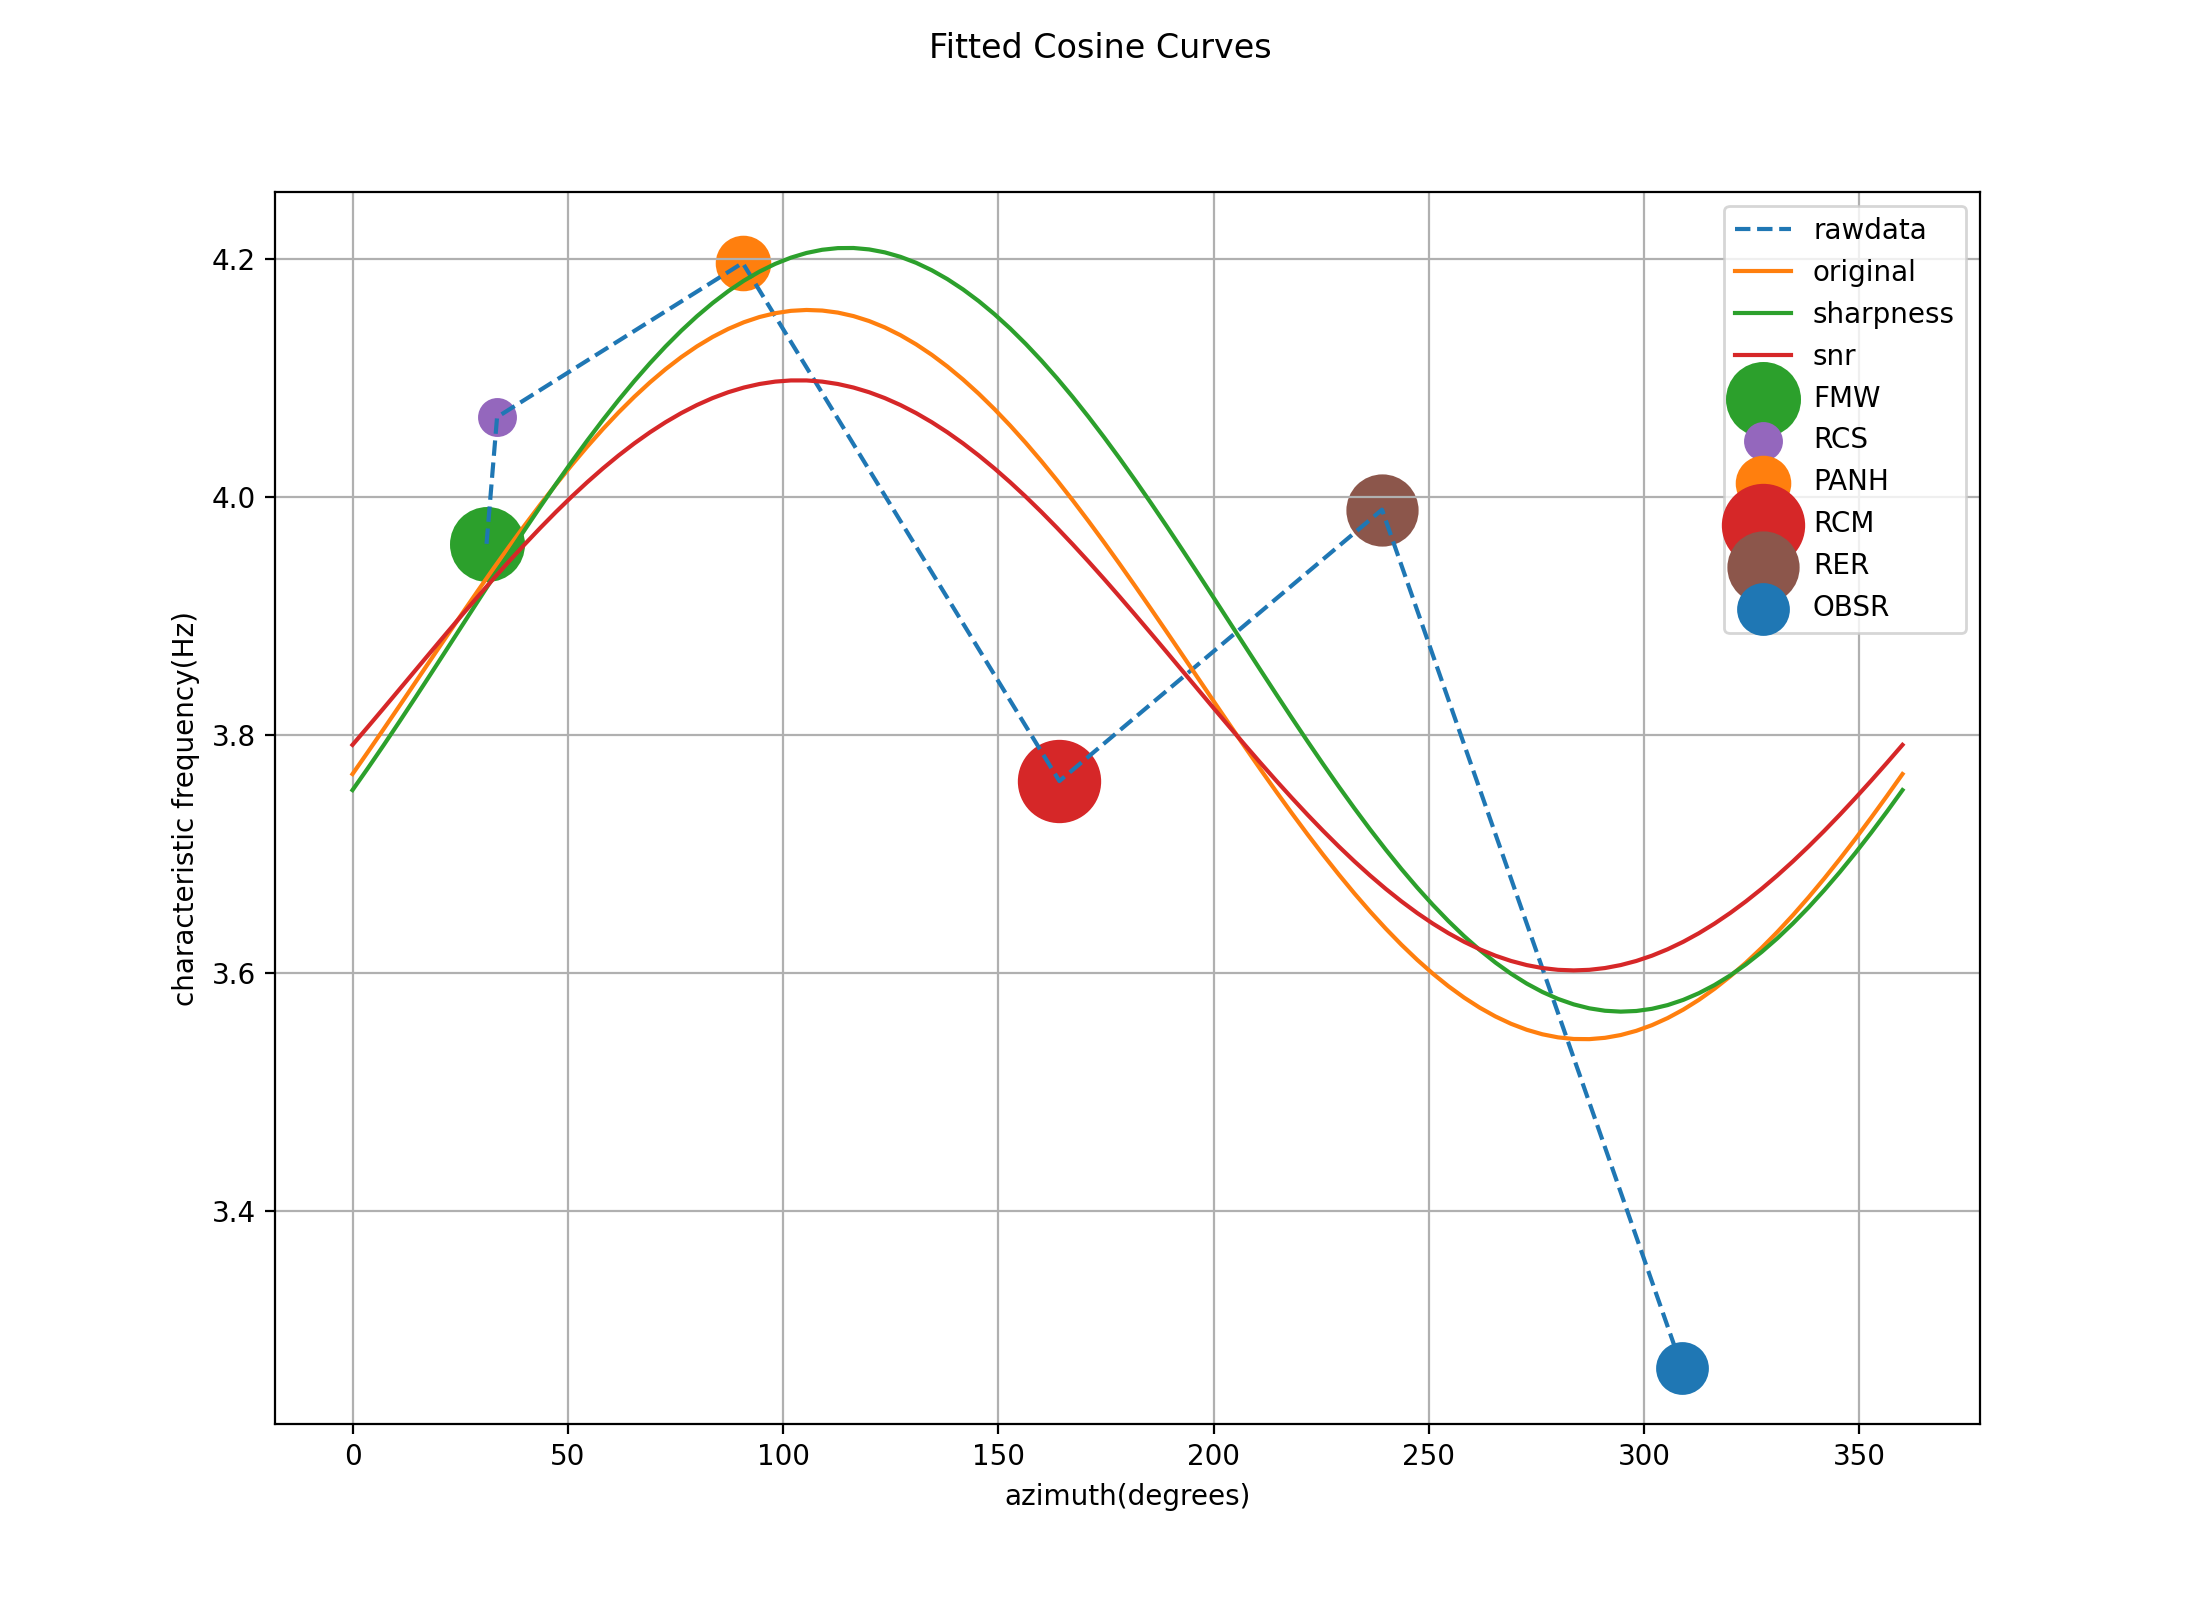 Fitted Cosine Curves
rawdata
original
sharpness
snr
FMW
RCS
PANH
RCM
RER
OBSR
4.2
4.0
3.8
3.6
3.4
characteristic frequency(Hz)
0 50 100 150 200 250 300 350
azimuth(degrees)